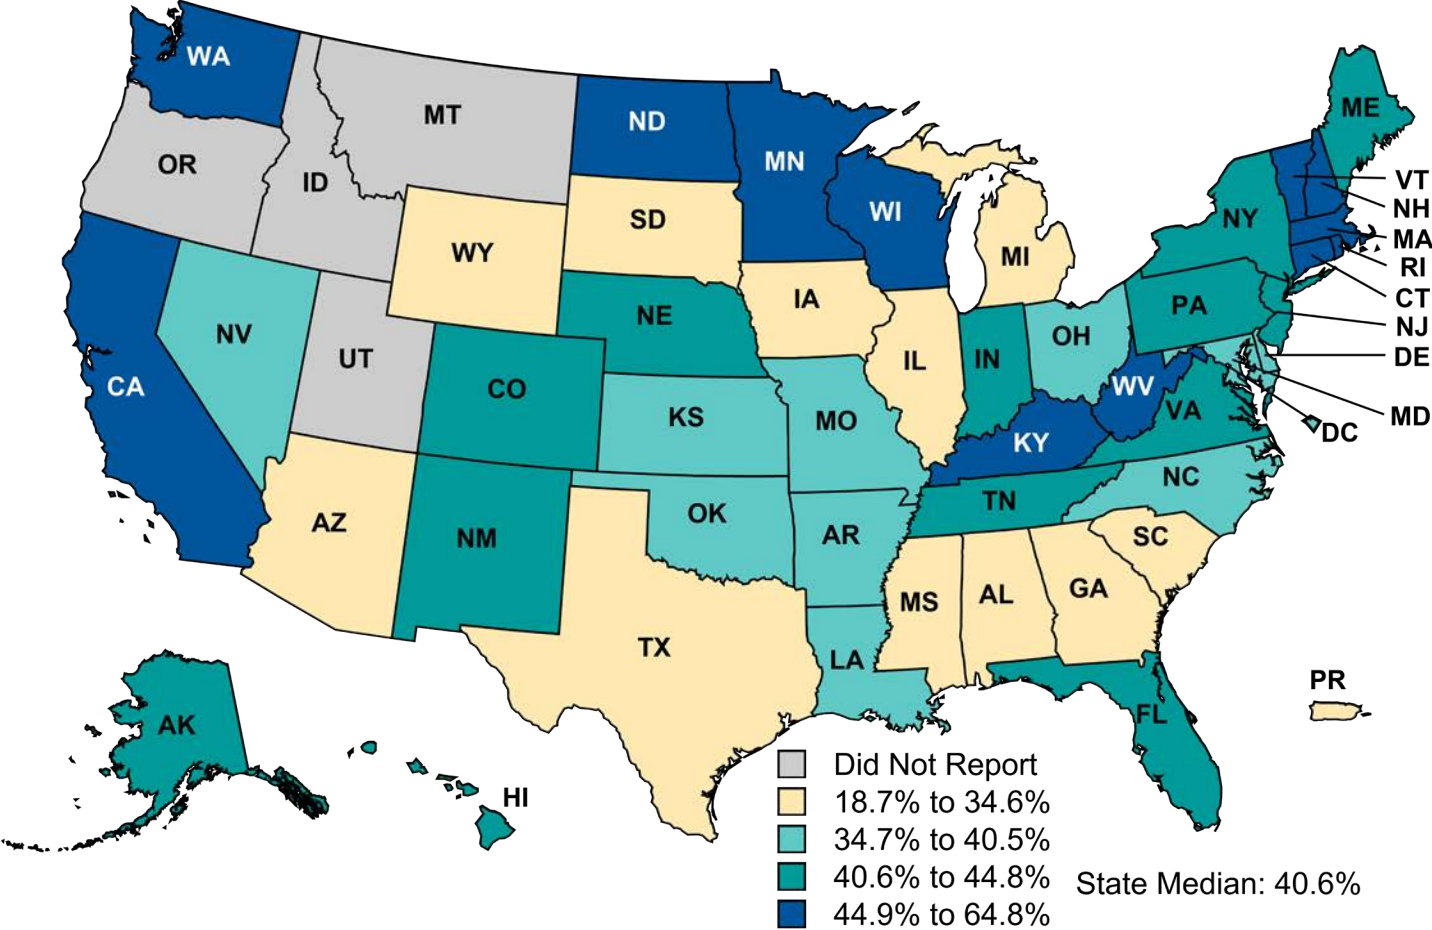 WA
MT
ND
MN
ME
OR
ID
SD
WI
VT
NH
NY
MA
WY
MI
RI
IA
CT
NE
PA
NJ
NV
OH
DE
UT
IL
IN
CA
CO
WV
KS
MO
VA
MD
KY
DC
NC
TN
AZ
OK
NM
AR
SC
MS
AL
GA
TX
LA
PR
FL
AK
HI
Did Not Report
18.7% to 34.6%
34.7% to 40.5%
40.6% to 44.8%
State Median: 40.6%
44.9% to 64.8%